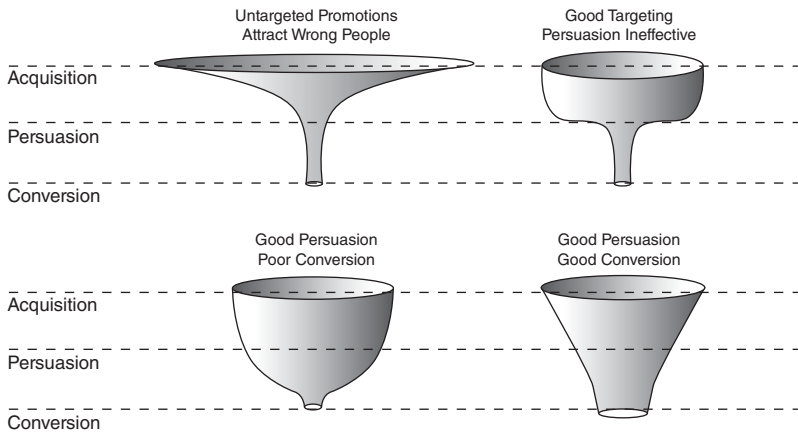 Untargeted Promotions
Attract Wrong People
Good Targeting
Persuasion Ineffective
Acquisition
Persuasion
Conversion
Good Persuasion
Poor Conversion
Good Persuasion
Good Conversion
Acquisition
Persuasion
Conversion